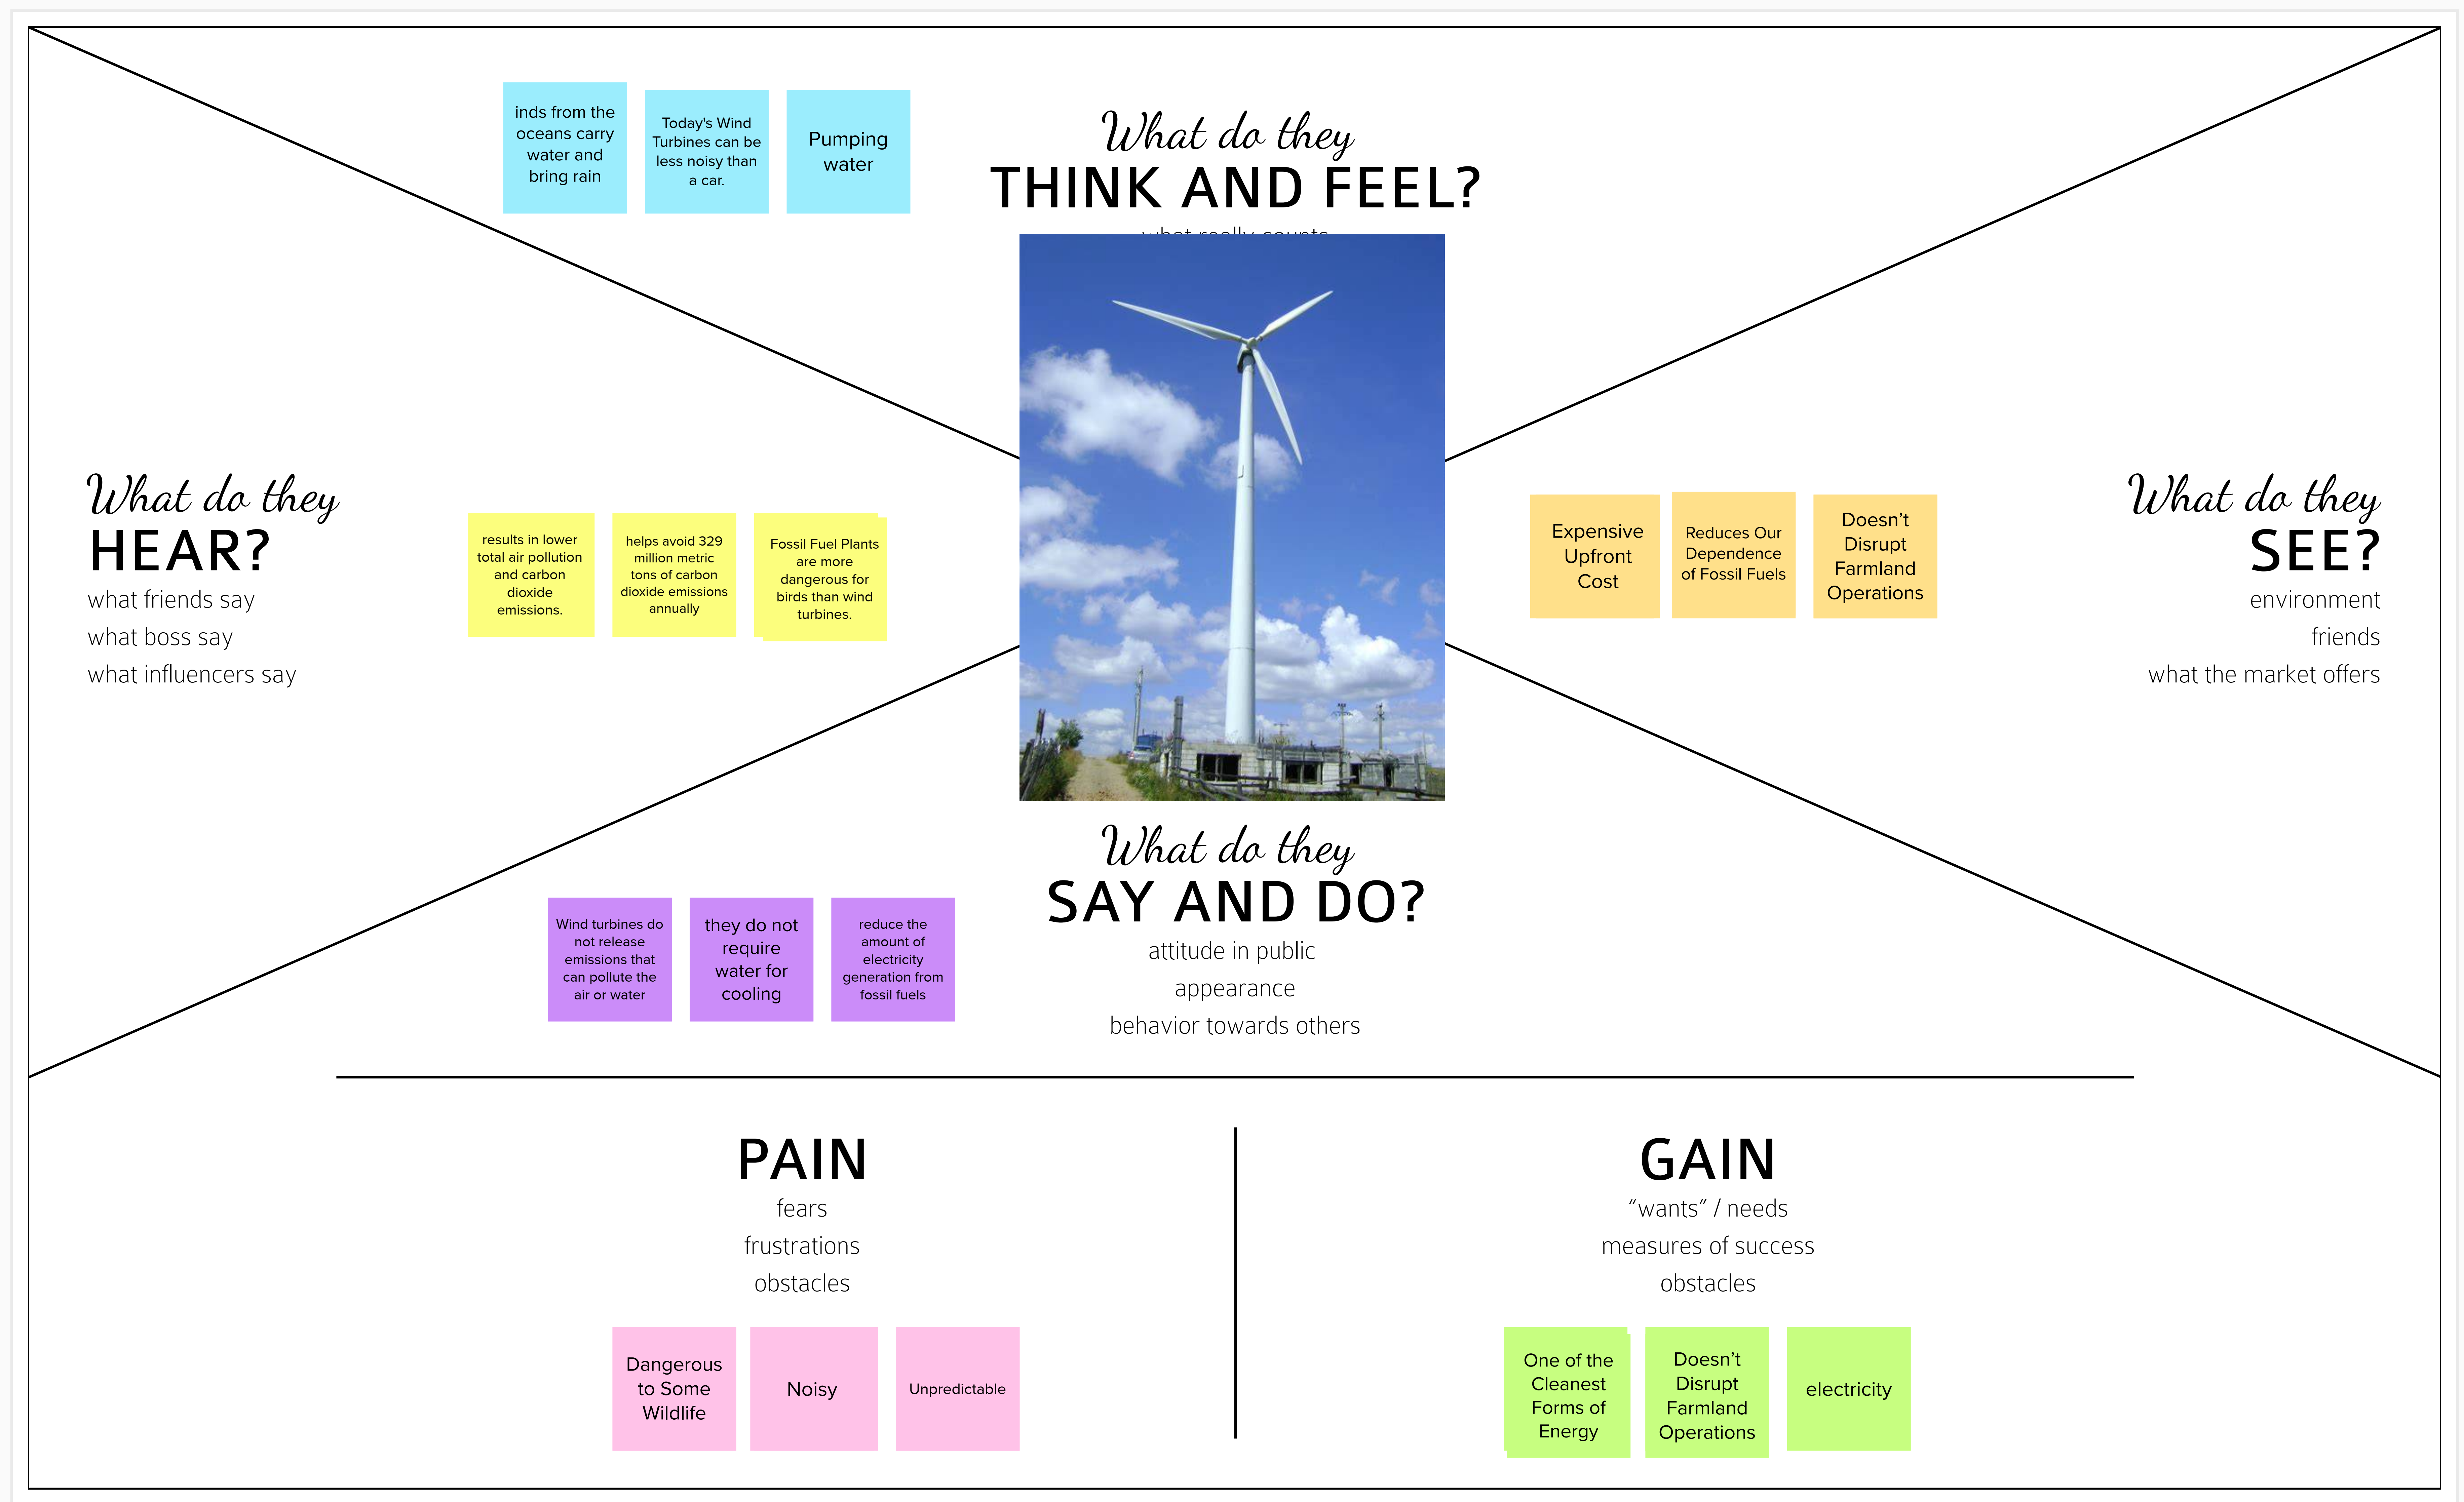 inds from the
oceans carry
water and
bring rain
Today's Wind
Turbines can be
less noisy than
a car.
Pumping
water
What do they
THINK AND FEEL?
what really counts
What do they
HEAR?
what friends say
what boss say
what influencers say
results in lower
total air pollution
and carbon
dioxide
emissions.
helps avoid 329
million metric
tons of carbon
dioxide emissions
annually
Fossil Fuel Plants
are more
dangerous for
birds than wind
turbines.
Expensive
Upfront
Cost
Reduces Our
Dependence
of Fossil Fuels
Doesn’t
Disrupt
Farmland
Operations
What do they
SEE?
environment
friends
what the market offers
Wind turbines do
not release
emissions that
can pollute the
air or water
they do not
require
water for
cooling
reduce the
amount of
electricity
generation from
fossil fuels
What do they
SAY AND DO?
attitude in public
appearance
behavior towards others
PAIN
fears
frustrations
obstacles
Dangerous
to Some
Wildlife
Noisy
Unpredictable
GAIN
“wants” / needs
measures of success
obstacles
One of the
Cleanest
Forms of
Energy
Doesn’t
Disrupt
Farmland
Operations
electricity